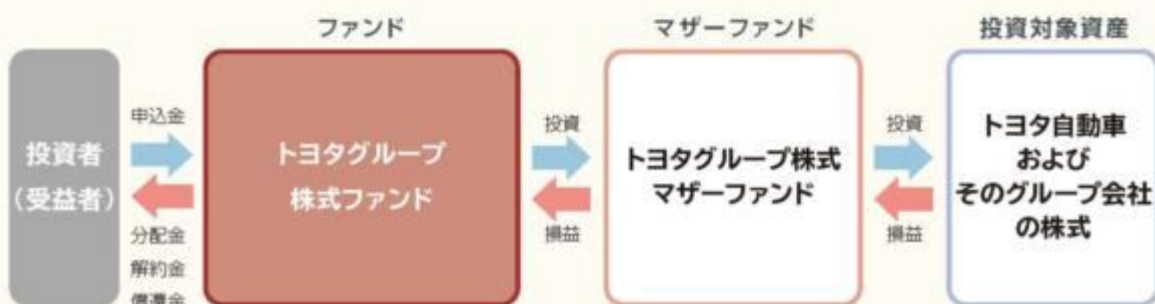 ファンド
マザーファンド
投資対象資産
投資者
(受益者)
申込金
分配金
解約金
償還金
トヨタグループ
株式ファンド
投資
損益
トヨタグループ株式
マザーファンド
投資
損益
トヨタ自動車
および
そのグループ会社
の株式